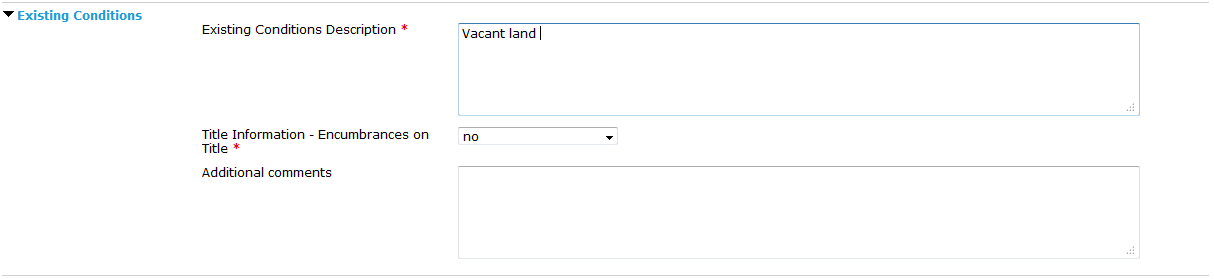 Existing Conditions
Existing Conditions Description *
Vacant land
Title Information - Encumbrances on
Title *
no
Additional comments